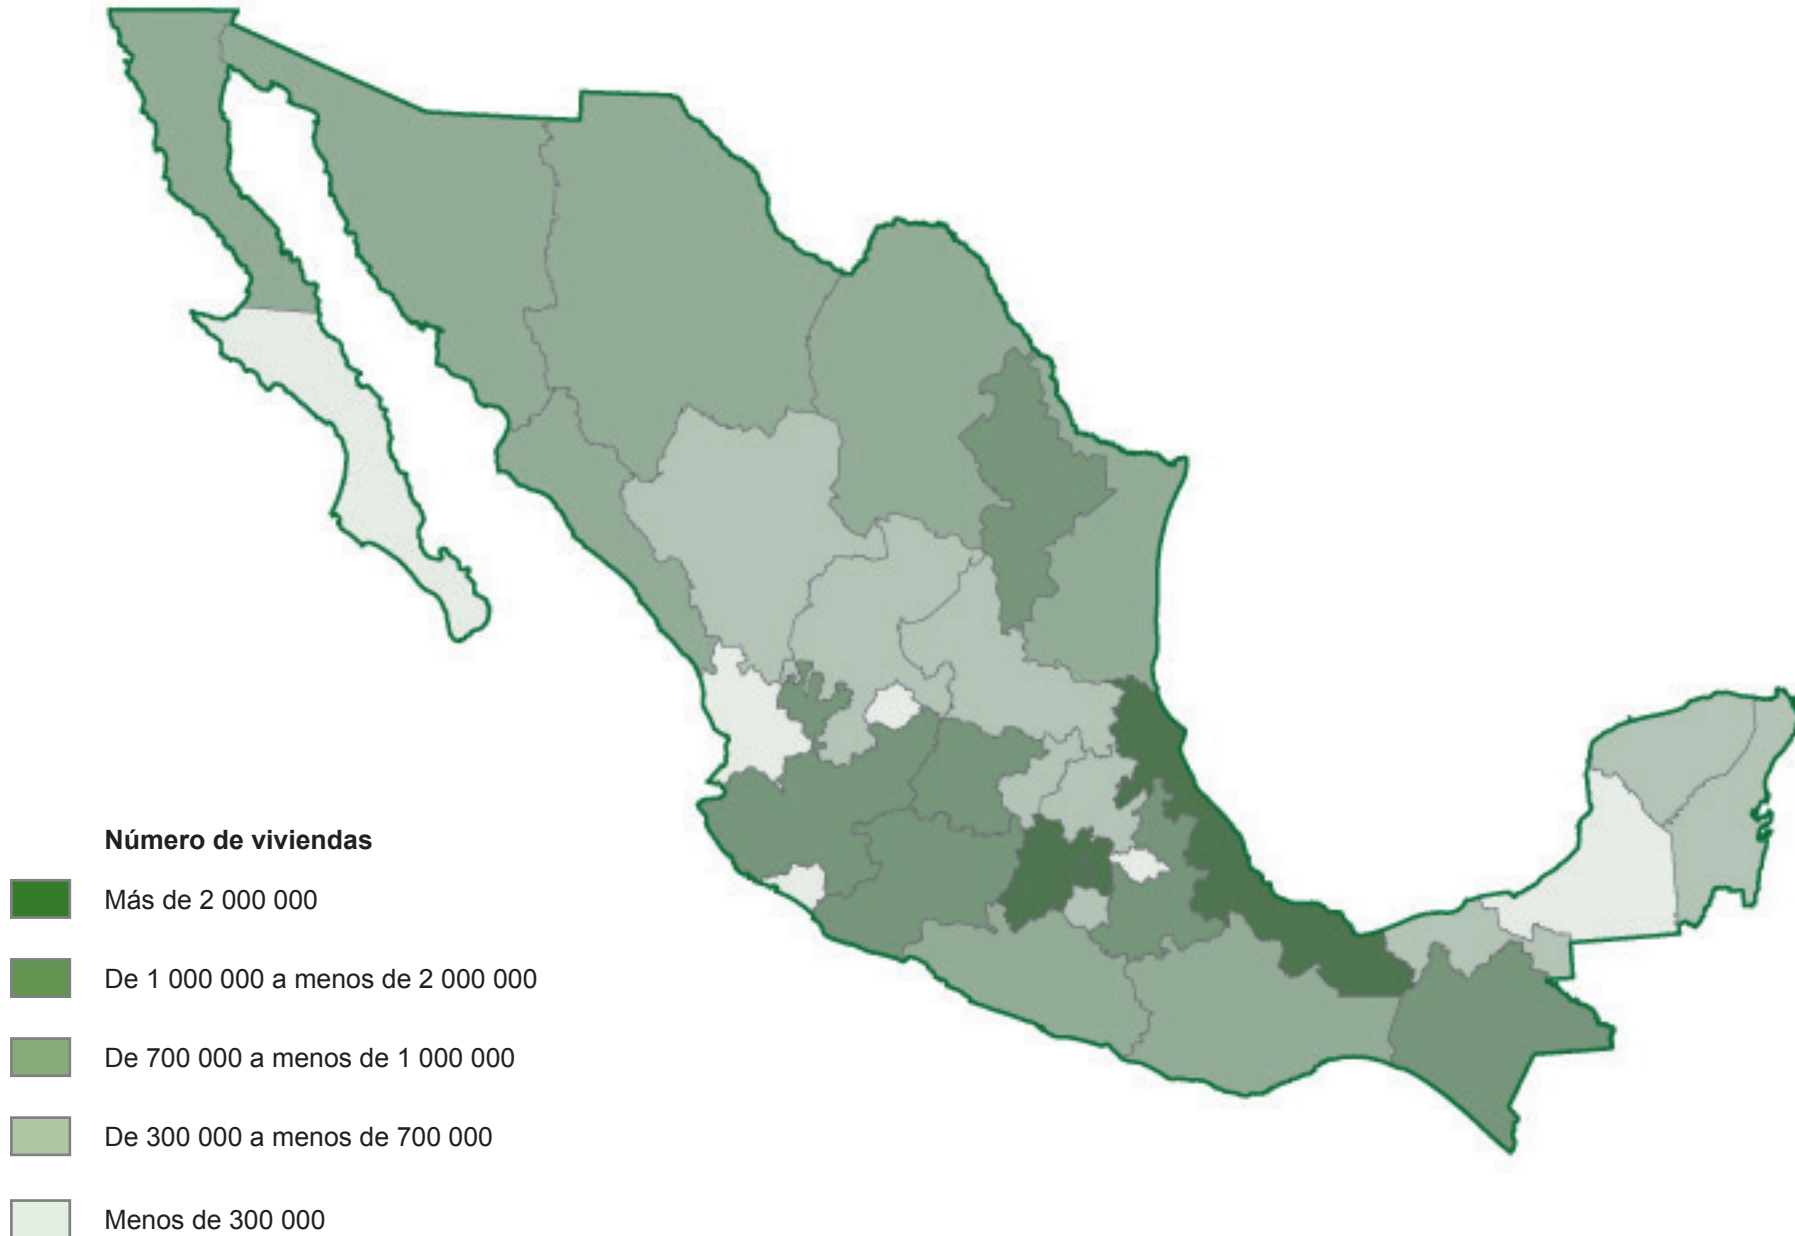 Número de viviendas
Más de 2 000 000
De 1 000 000 a menos de 2 000 000
De 700 000 a menos de 1 000 000
De 300 000 a menos de 700 000
Menos de 300 000